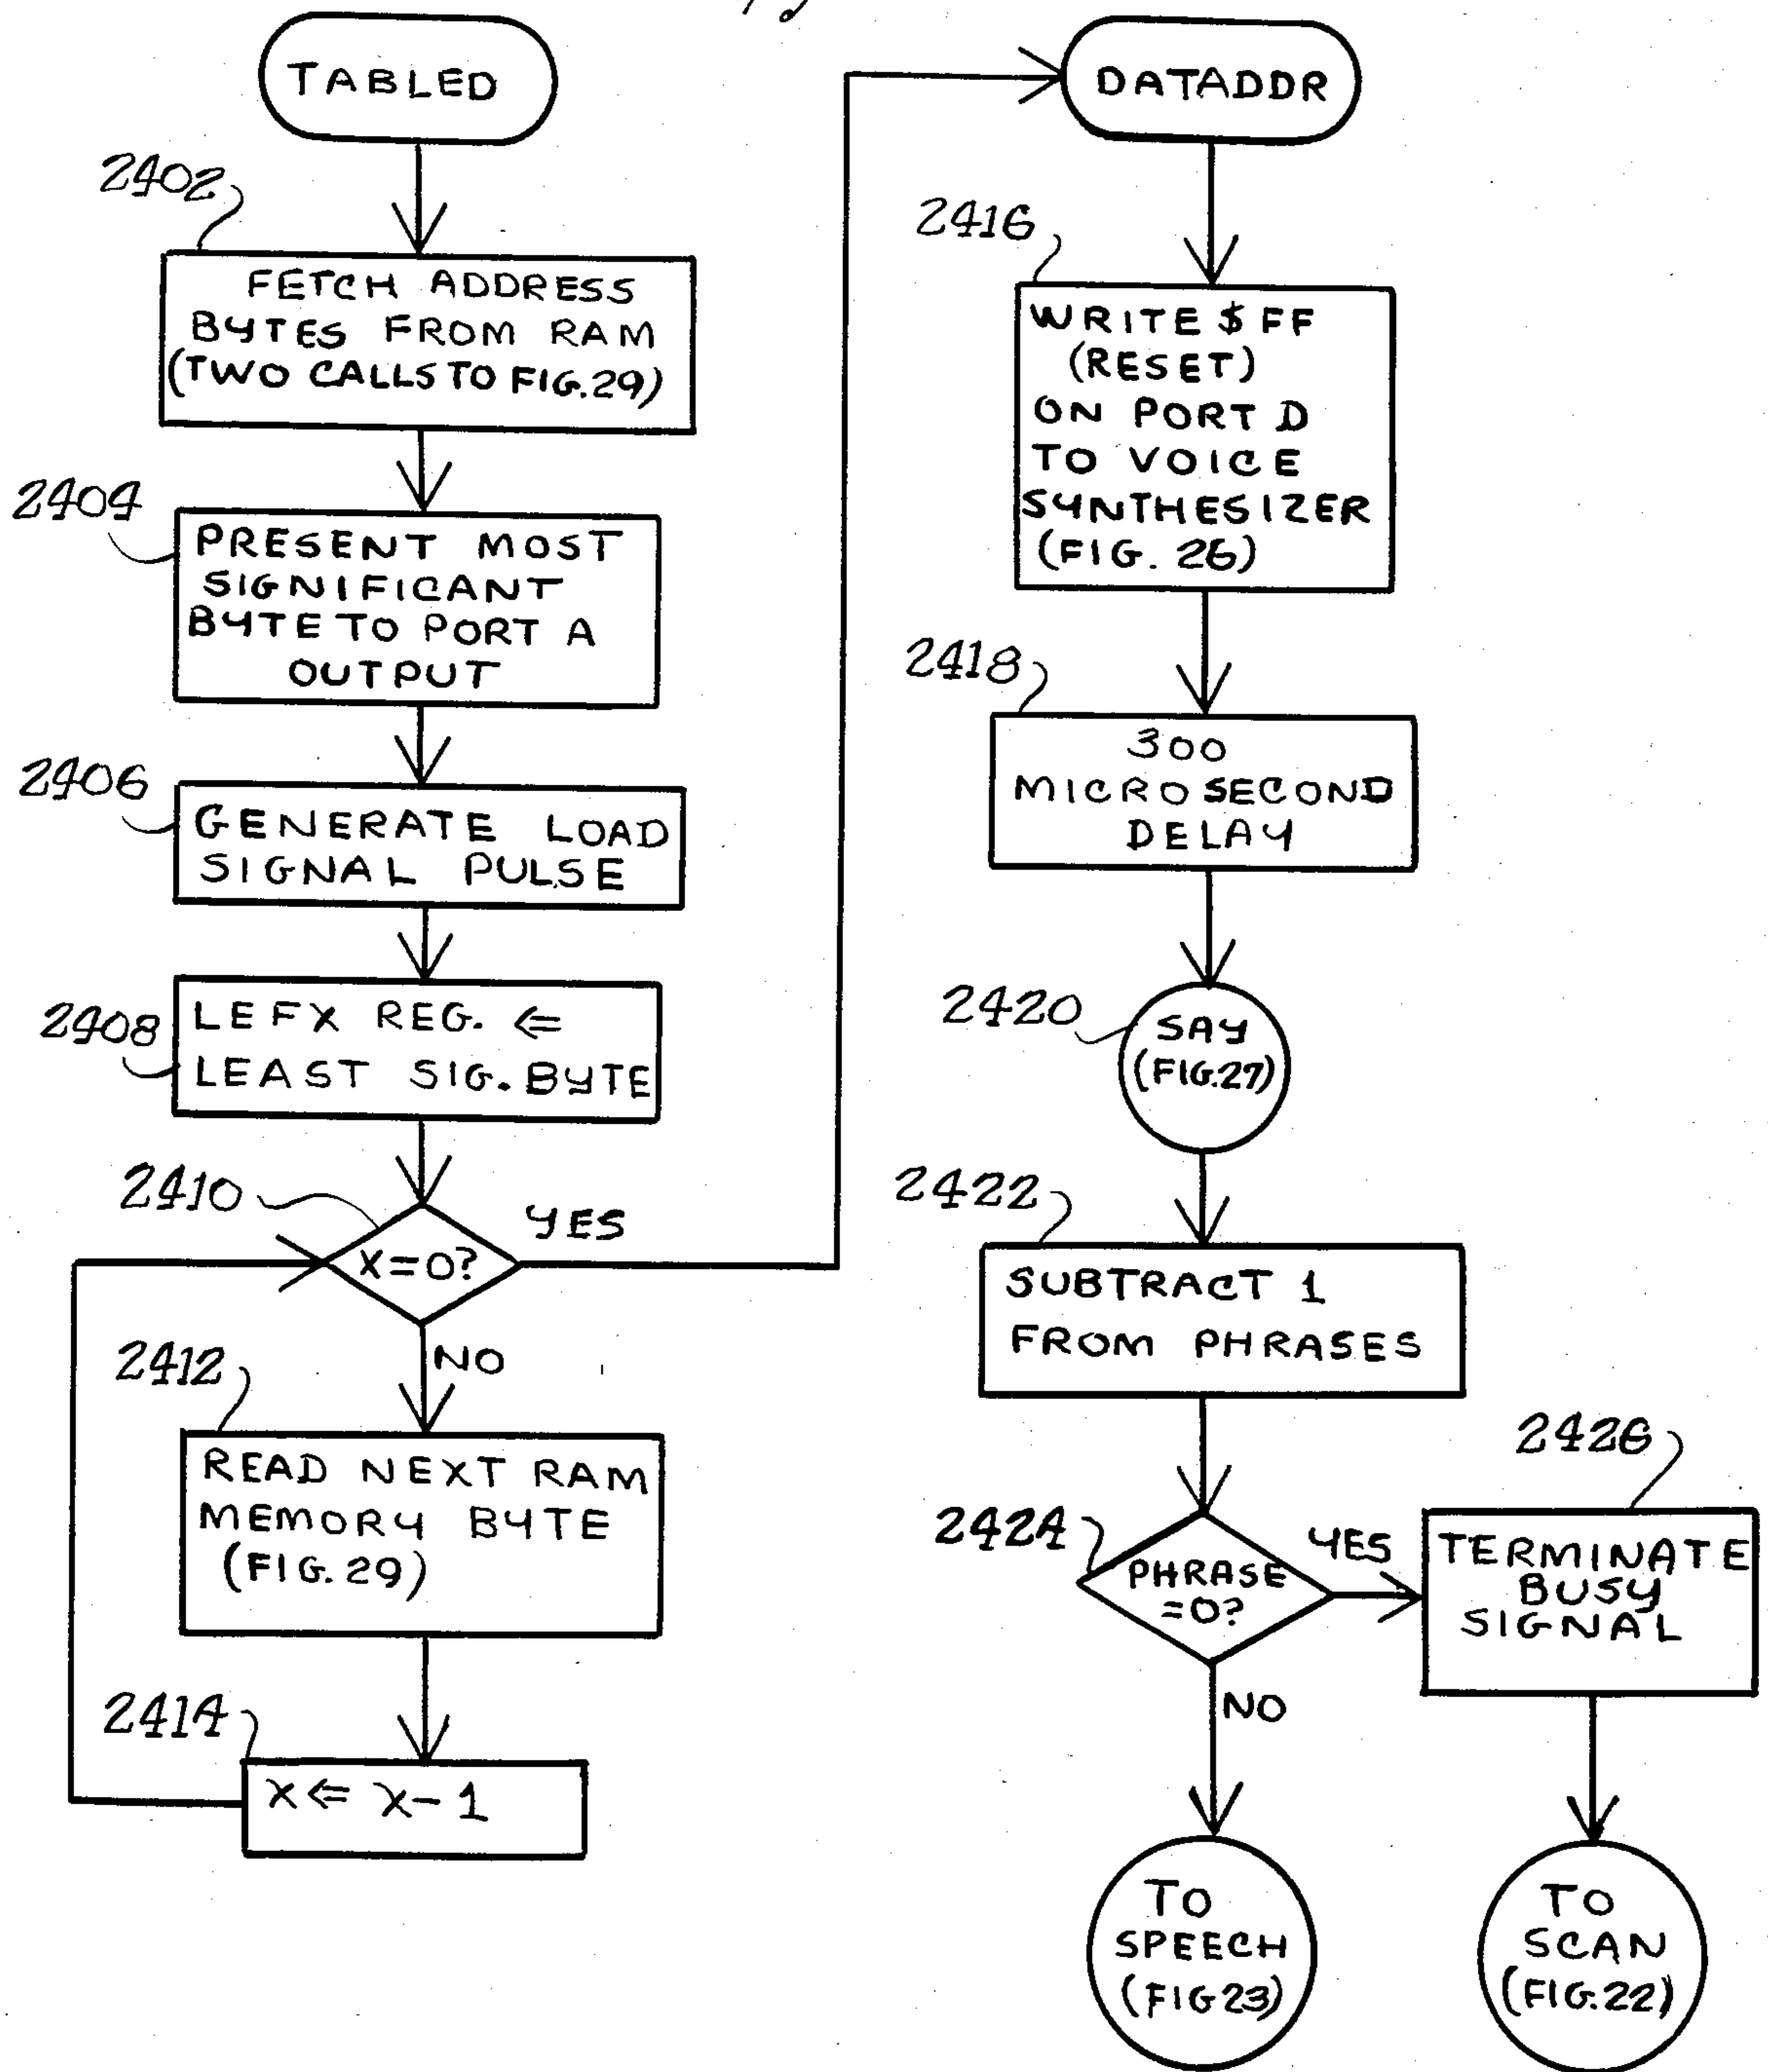 TABLED
2402
FETCH ADDRESS
BYTES FROM RAM
(TWO CALLS TO FIG.29)
2404
PRESENT MOST
SIGNIFICANT
BYTE TO PORT A
OUTPUT
2406
GENERATE LOAD
SIGNAL PULSE
2408
LEFX REG. ⇐
LEAST SIG. BYTE
2410
X=0?
YES
NO
2412
READ NEXT RAM
MEMORY BYTE
(FIG. 29)
2414
X ⇐ X-1
DATADDR
2416
WRITE $FF
(RESET)
ON PORT D
TO VOICE
SYNTHESIZER
(FIG. 26)
2418
300
MICROSECOND
DELAY
2420
SAY
(FIG.27)
2422
SUBTRACT 1
FROM PHRASES
2424
PHRASE
=0?
YES
NO
2426
TERMINATE
BUSY
SIGNAL
TO
SPEECH
(FIG 23)
TO
SCAN
(FIG.22)